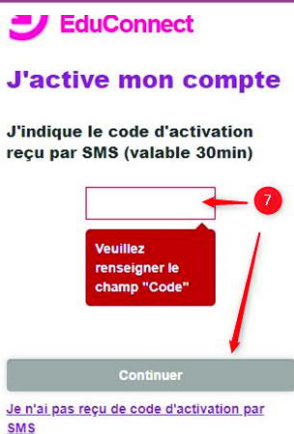 EduConnect
J'active mon compte
J'indique le code d'activation
reçu par SMS (valable 30min)
7
Veuillez
renseigner le
champ "Code"
Continuer
Je n'ai pas reçu de code d'activation par
SMS